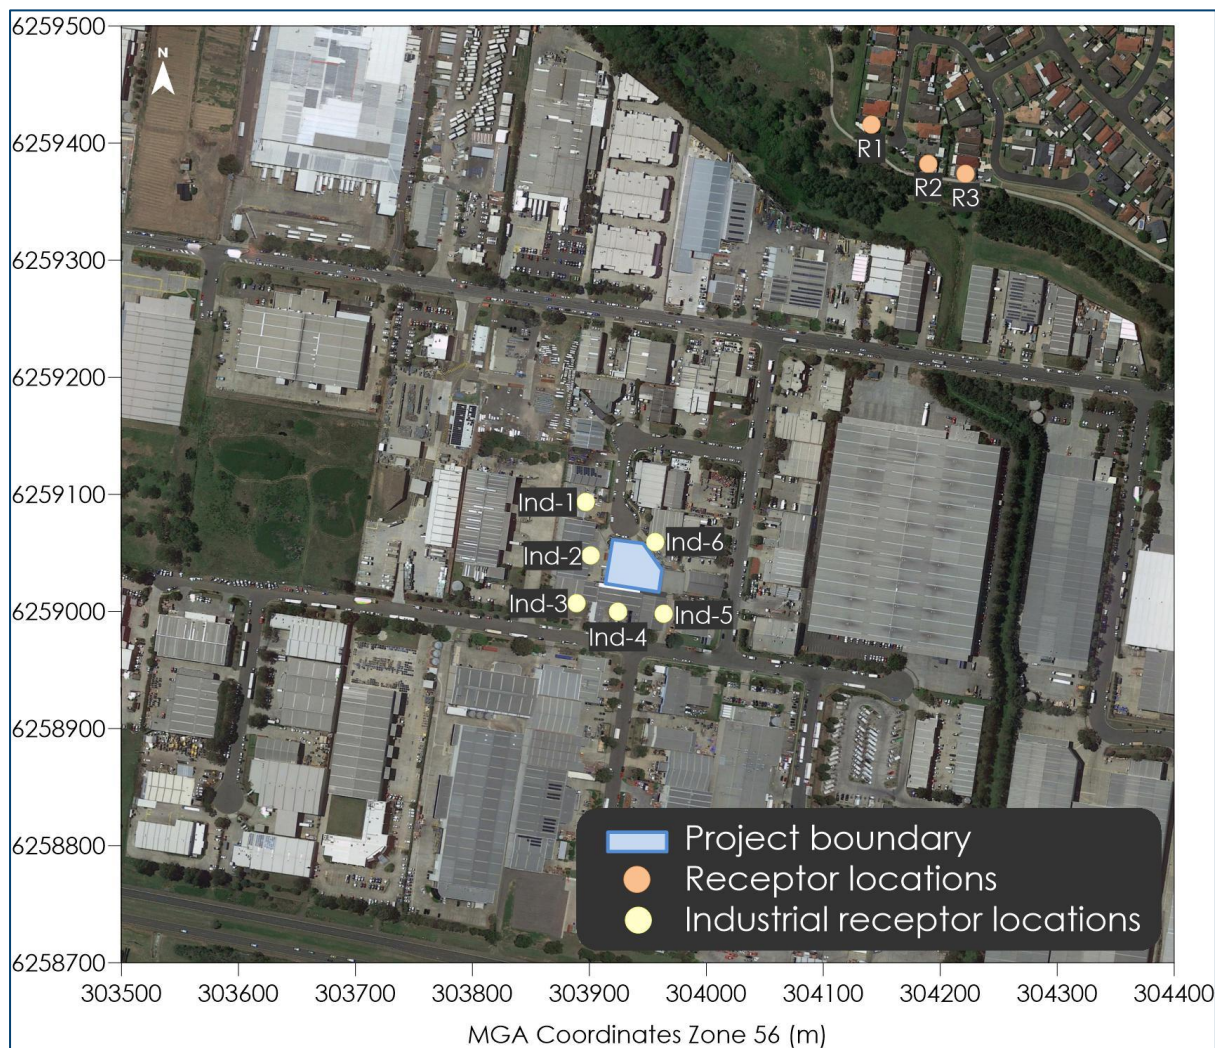 6259500
N
R1
6259400
R2
R3
6259300
6259200
6259100
Ind-1
Ind-6
Ind-2
Ind-3
6259000
Ind-4
Ind-5
6258900
6258800
Project boundary
Receptor locations
Industrial receptor locations
6258700
303500 303600 303700 303800 303900 304000 304100 304200 304300 304400
MGA Coordinates Zone 56 (m)